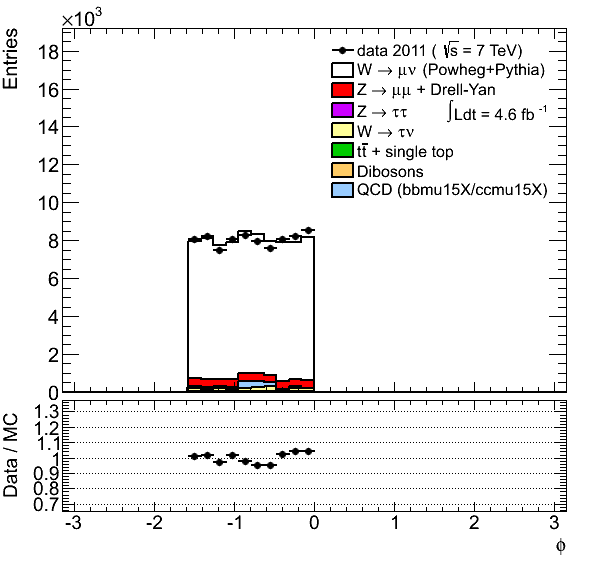 ×10³
Entries
18
16
14
12
10
8
6
4
2
0
data 2011 ( √s = 7 TeV)
W → μν (Powheg+Pythia)
Z → μμ + Drell-Yan
Z → ττ
∫Ldt = 4.6 fb⁻¹
W → τν
tt̄ + single top
Dibosons
QCD (bbmu15X/ccmu15X)
Data / MC
1.3
1.2
1.1
1
0.9
0.8
0.7
-3 -2 -1 0 1 2 3
ϕ